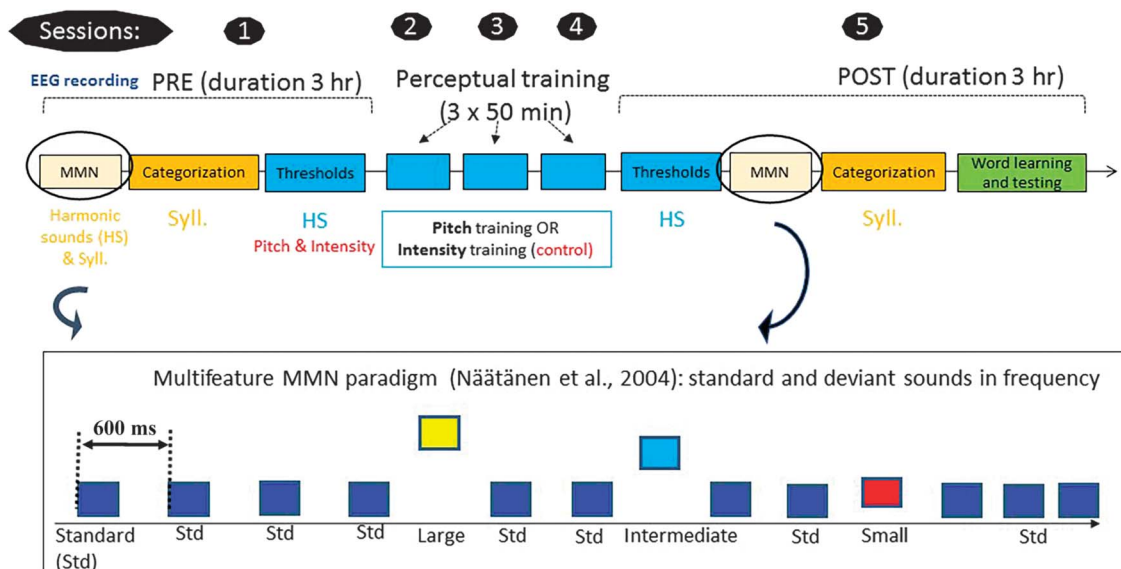 Sessions: 1 2 3 4 5
EEG recording PRE (duration 3 hr) Perceptual training POST (duration 3 hr)
(3 x 50 min)
MMN Categorization Thresholds Thresholds MMN Categorization Word learning
and testing
Harmonic
sounds (HS)
& Syll.
Syll.
HS
Pitch & Intensity
Pitch training OR
Intensity training (control)
HS
Syll.
Multifeature MMN paradigm (Näätänen et al., 2004): standard and deviant sounds in frequency
600 ms
Standard Std Std Std Large Std Std Intermediate Std Small Std
(Std)